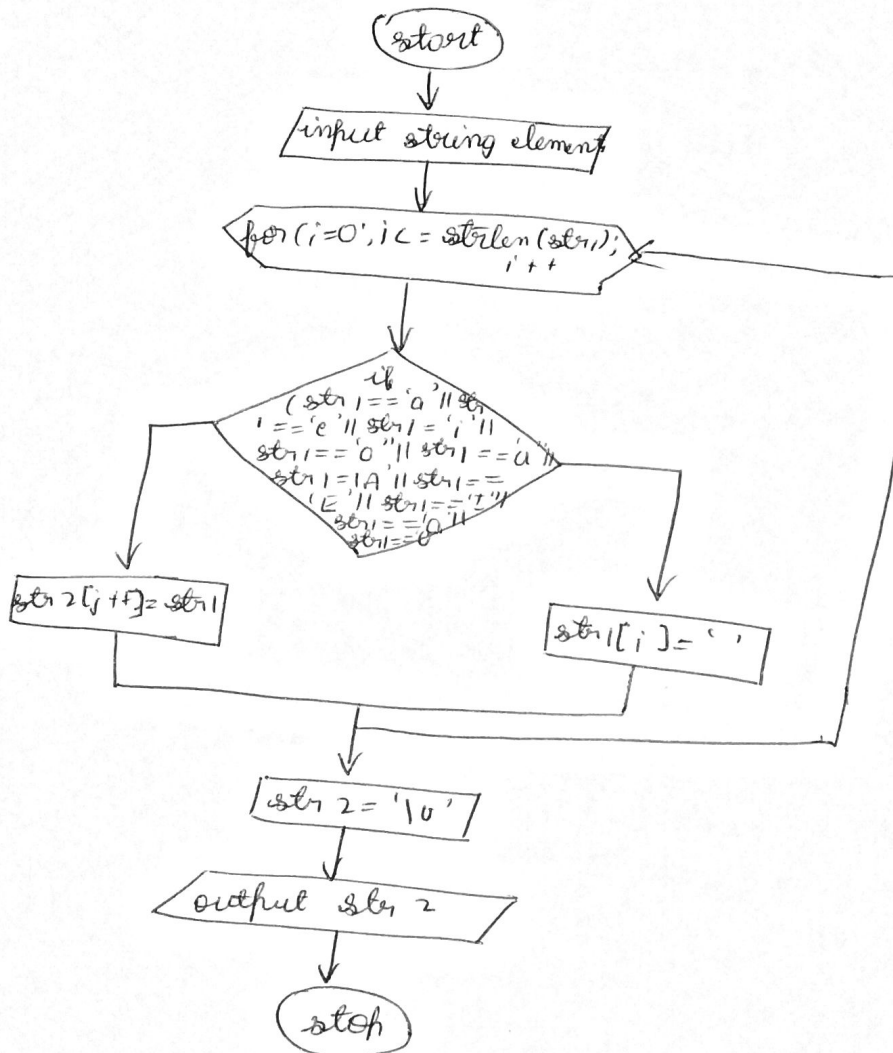 start
input string element
for(i=0; i<=strlen(str1);
i++
if
(str1=='a'||str
1=='e'||str1='i'||
str1=='o'||str1=='u'||
str1='A'||str1==
'E'||str1=='I'||
str1=='O'||
str1==
str2[j++]=str1
str1[i]=' '
str2='\0'
output str2
stop